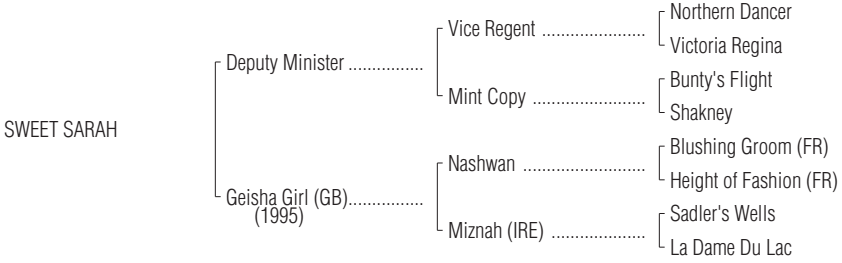 Northern Dancer
Vice Regent ......................
Victoria Regina
Deputy Minister ................
Bunty's Flight
Mint Copy ........................
Shakney
SWEET SARAH
Blushing Groom (FR)
Nashwan ..........................
Height of Fashion (FR)
Geisha Girl (GB)................
(1995)
Sadler's Wells
Miznah (IRE) ....................
La Dame Du Lac